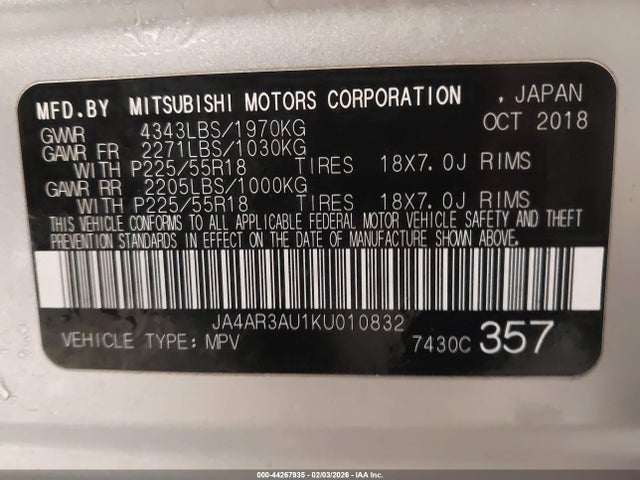 MFD.BY MITSUBISHI MOTORS CORPORATION , JAPAN
GVWR 4343LBS/1970KG OCT 2018
GAWR FR 2271LBS/1030KG
WITH P225/55R18 TIRES 18X7.0J RIMS
GAWR RR 2205LBS/1000KG
WITH P225/55R18 TIRES 18X7.0J RIMS
THIS VEHICLE CONFORMS TO ALL APPLICABLE FEDERAL MOTOR VEHICLE SAFETY AND THEFT
PREVENTION STANDARDS IN EFFECT ON THE DATE OF MANUFACTURE SHOWN ABOVE.
JA4AR3AU1KU010832
VEHICLE TYPE: MPV 7430C 357
000-44267935 - 02/03/2026 - IAA Inc.